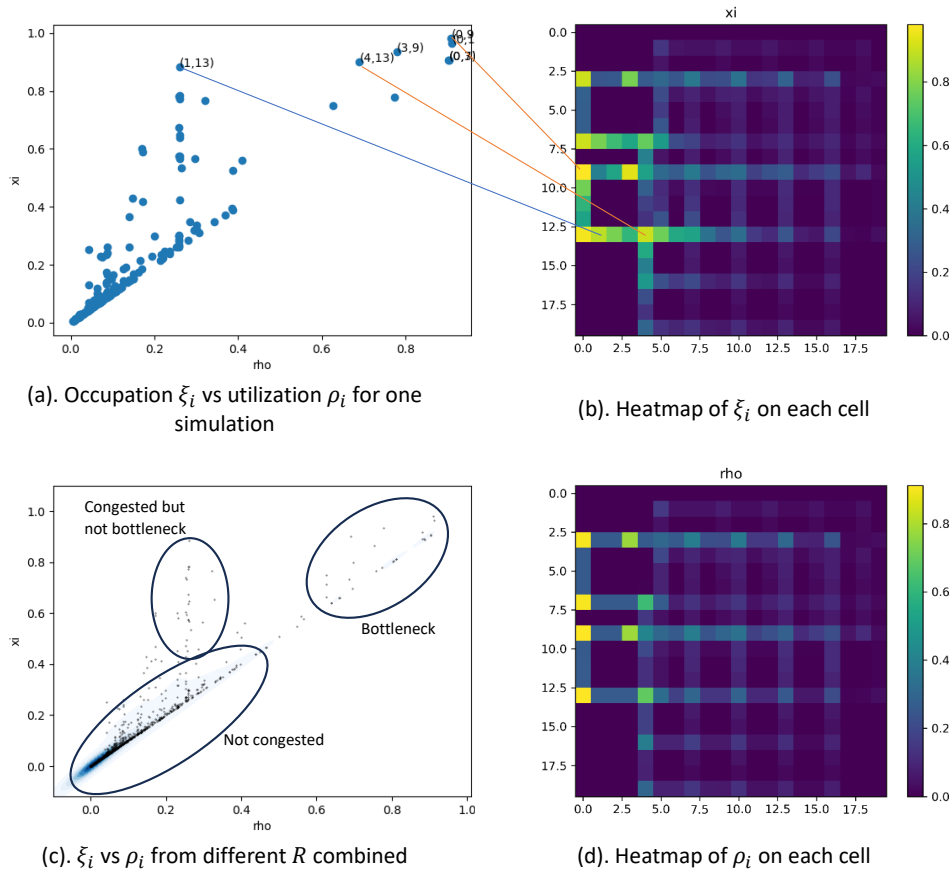 xi
1.0
0.8
0.6
0.4
0.2
0.0
(1,13)
(4,13)
(3,9)
(0,9
(0,1
0.0
0.2
0.4
0.6
0.8
rho
xi
0.0
2.5
5.0
7.5
10.0
12.5
15.0
17.5
0.0 2.5 5.0 7.5 10.0 12.5 15.0 17.5
0.8
0.6
0.4
0.2
0.0
(a). Occupation ξᵢ vs utilization ρᵢ for one
simulation
(b). Heatmap of ξᵢ on each cell
xi
1.0
0.8
0.6
0.4
0.2
0.0
Congested but
not bottleneck
Bottleneck
Not congested
0.0 0.2 0.4 0.6 0.8 1.0
rho
rho
0.0
2.5
5.0
7.5
10.0
12.5
15.0
17.5
0.0 2.5 5.0 7.5 10.0 12.5 15.0 17.5
0.8
0.6
0.4
0.2
0.0
(c). ξᵢ vs ρᵢ from different R combined
(d). Heatmap of ρᵢ on each cell